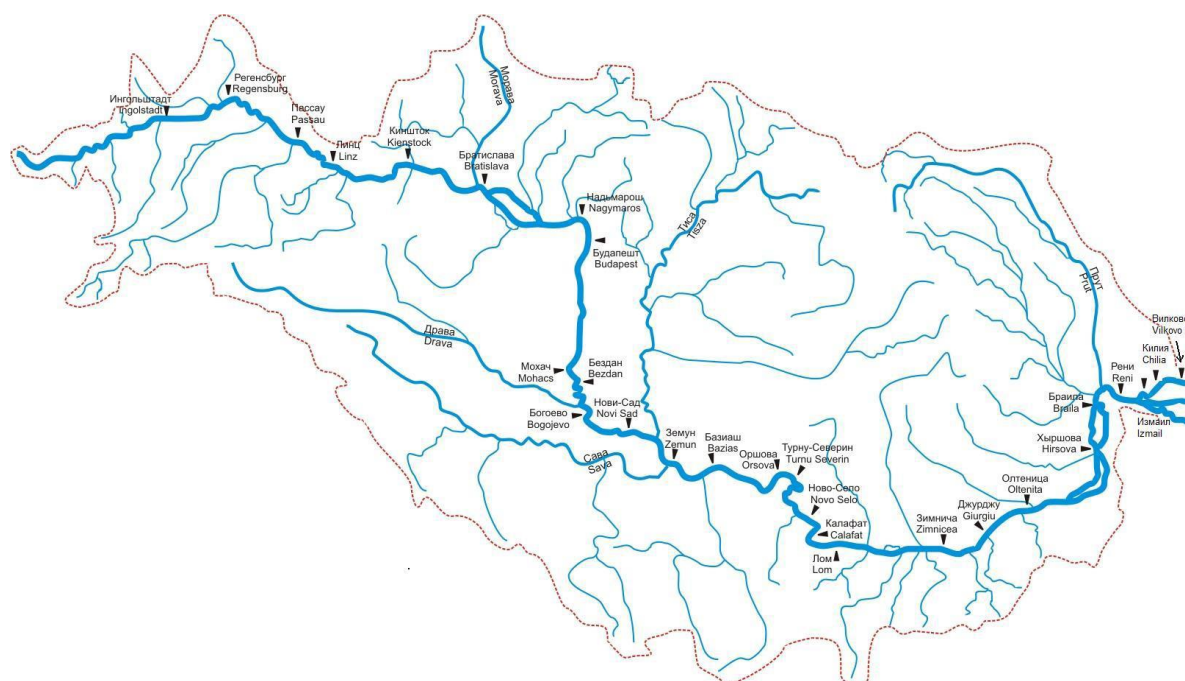 Регенсбург
Regensburg
Ингольштадт
Ingolstadt
Пассау
Passau
Линц
Linz
Киншток
Kienstock
Морава
Morava
Братислава
Bratislava
Надьмарош
Nagymaros
Будапешт
Budapest
Тиса
Tisza
Драва
Drava
Мохач
Mohacs
Бездан
Bezdan
Богоево
Bogojevo
Нови-Сад
Novi Sad
Сава
Sava
Земун
Zemun
Базиаш
Bazias
Оршова
Orsova
Турну-Северин
Turnu Severin
Ново-Село
Novo Selo
Калафат
Calafat
Лом
Lom
Зимнича
Zimnicea
Джурджу
Giurgiu
Олтеница
Oltenita
Хыршова
Hirsova
Браила
Braila
Прут
Prut
Рени
Reni
Килия
Chilia
Вилково
Vilkovo
Измаил
Izmail